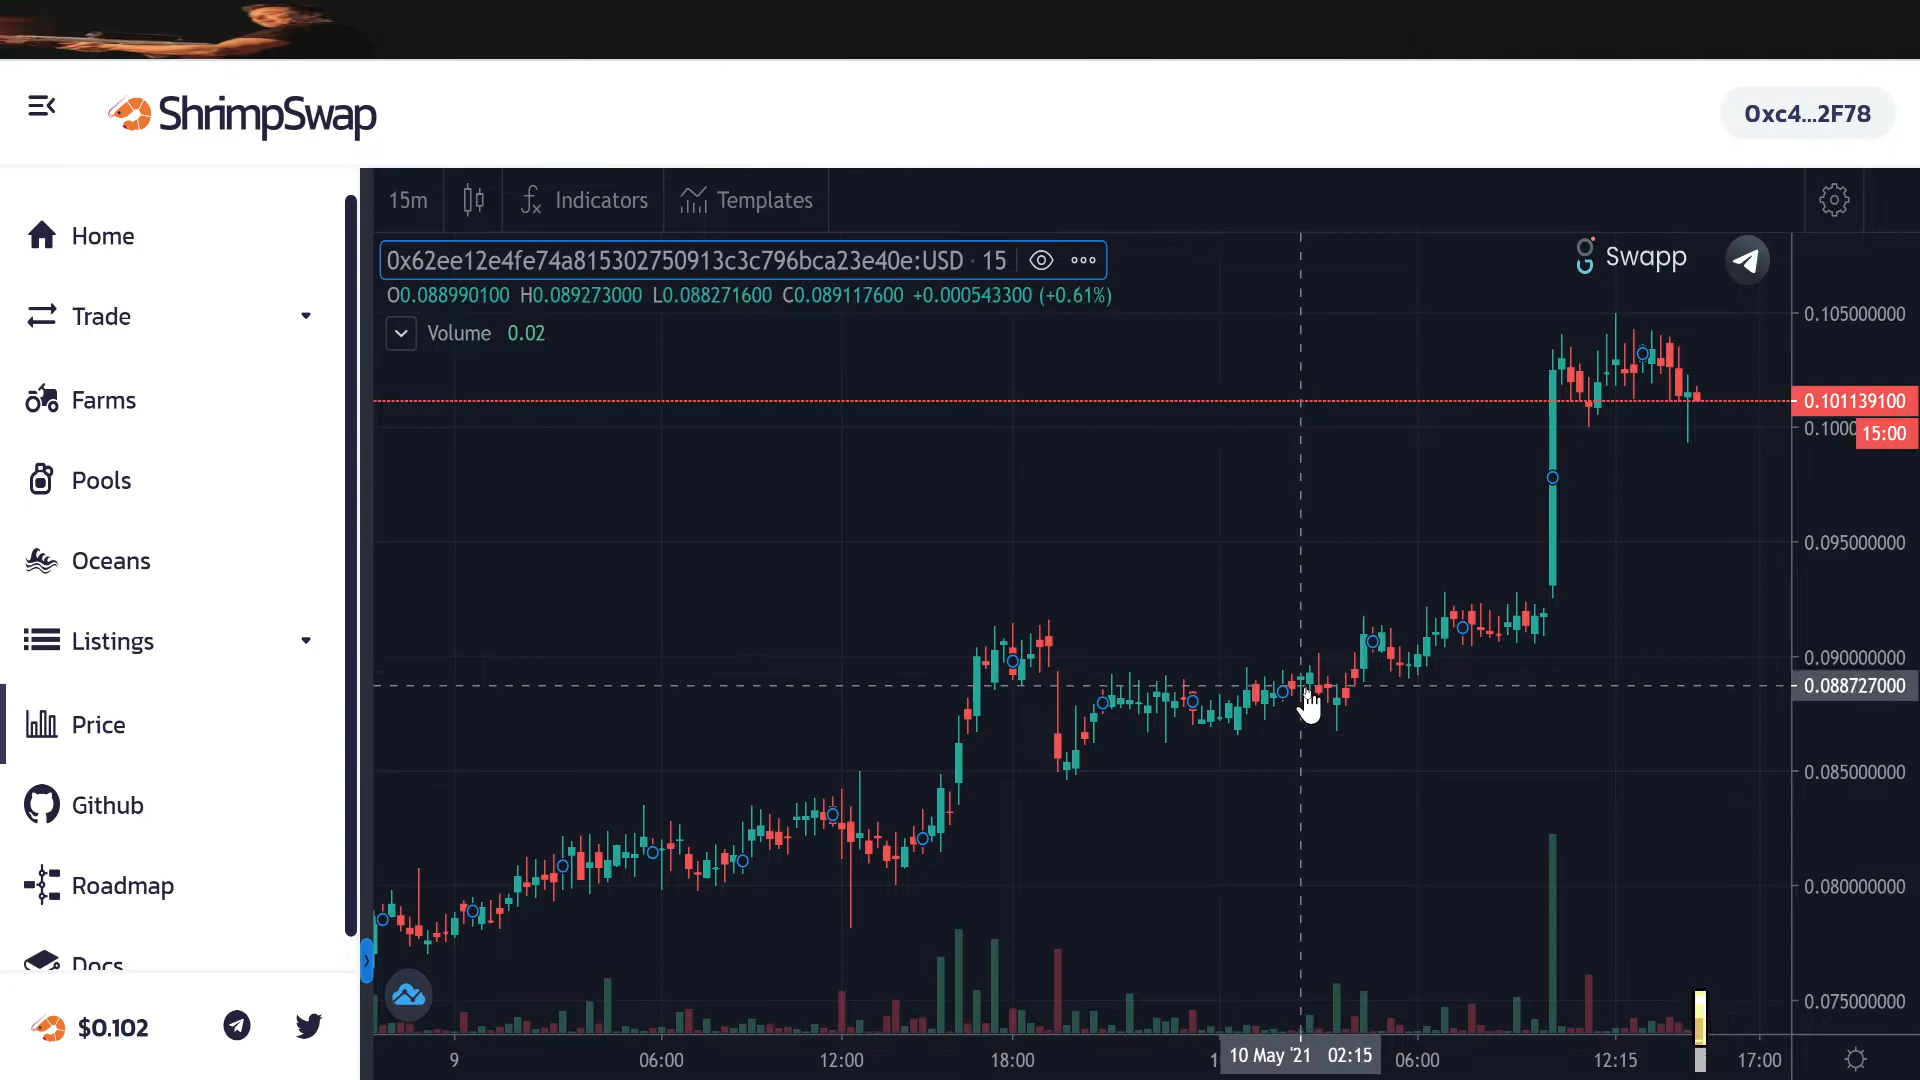 ShrimpSwap
0xc4...2F78
Home
Trade
Farms
Pools
Oceans
Listings
Price
Github
Roadmap
Docs
$0.102
15m
Indicators
Templates
0x62ee12e4fe74a815302750913c3c796bca23e40e:USD · 15
O0.088990100 H0.089273000 L0.088271600 C0.089117600 +0.000543300 (+0.61%)
Volume 0.02
Swapp
0.105000000
0.101139100
0.1000
15:00
0.095000000
0.090000000
0.088727000
0.085000000
0.080000000
0.075000000
9
06:00
12:00
18:00
10 May '21 02:15
06:00
12:15
17:00